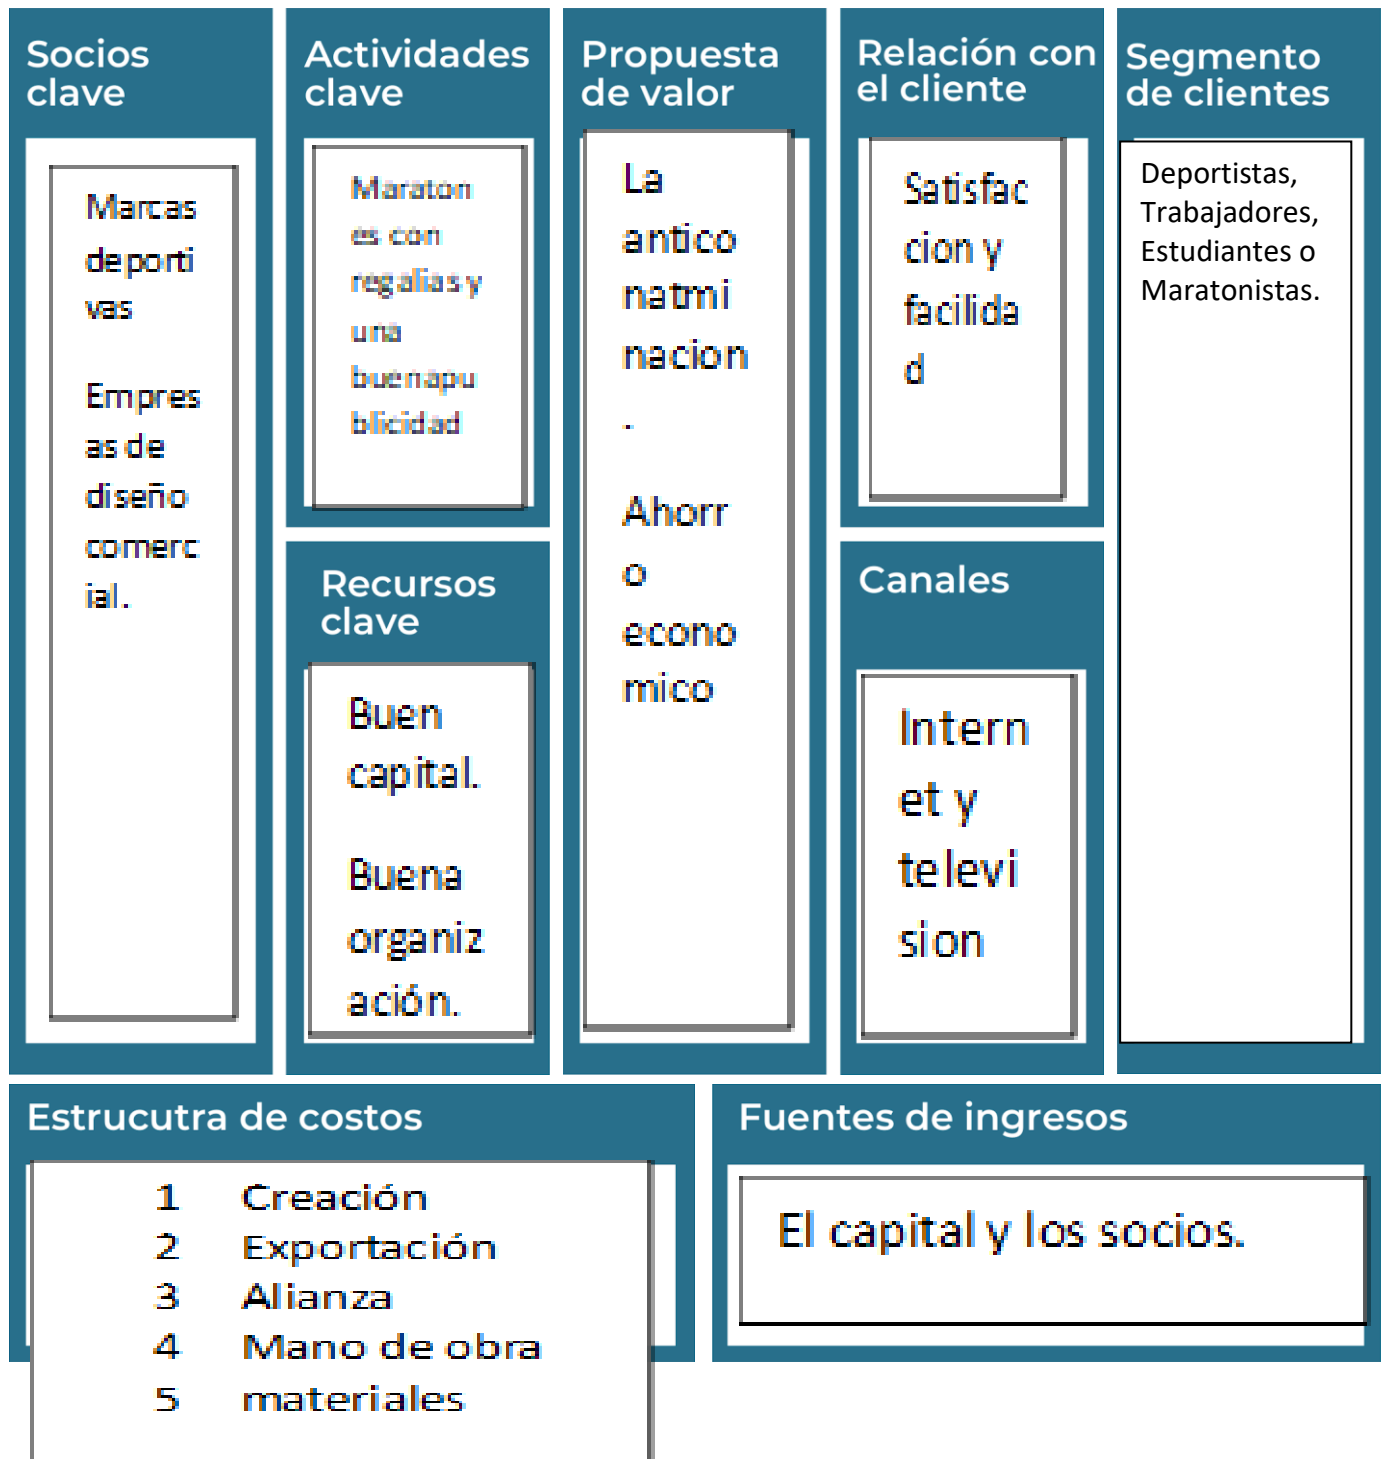 Socios
clave
Marcas
deporti
vas
Empres
as de
diseño
comerc
ial.
Actividades
clave
Maraton
es con
regalias y
una
buenapu
blicidad
Recursos
clave
Buen
capital.
Buena
organiz
ación.
Propuesta
de valor
La
antico
natmi
nacion
.
Ahorr
o
econo
mico
Relación con
el cliente
Satisfac
cion y
facilida
d
Canales
Intern
et y
televi
sion
Segmento
de clientes
Deportistas,
Trabajadores,
Estudiantes o
Maratonistas.
Estrucutra de costos
1 Creación
2 Exportación
3 Alianza
4 Mano de obra
5 materiales
Fuentes de ingresos
El capital y los socios.